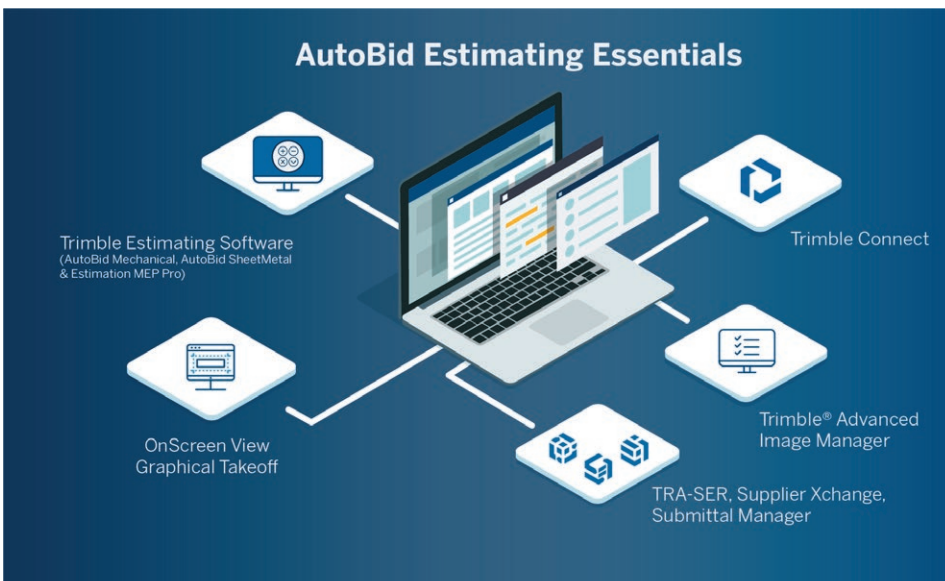 AutoBid Estimating Essentials
Trimble Estimating Software
(AutoBid Mechanical, AutoBid SheetMetal
& Estimation MEP Pro)
Trimble Connect
OnScreen View
Graphical Takeoff
Trimble® Advanced
Image Manager
TRA-SER, Supplier Xchange,
Submittal Manager